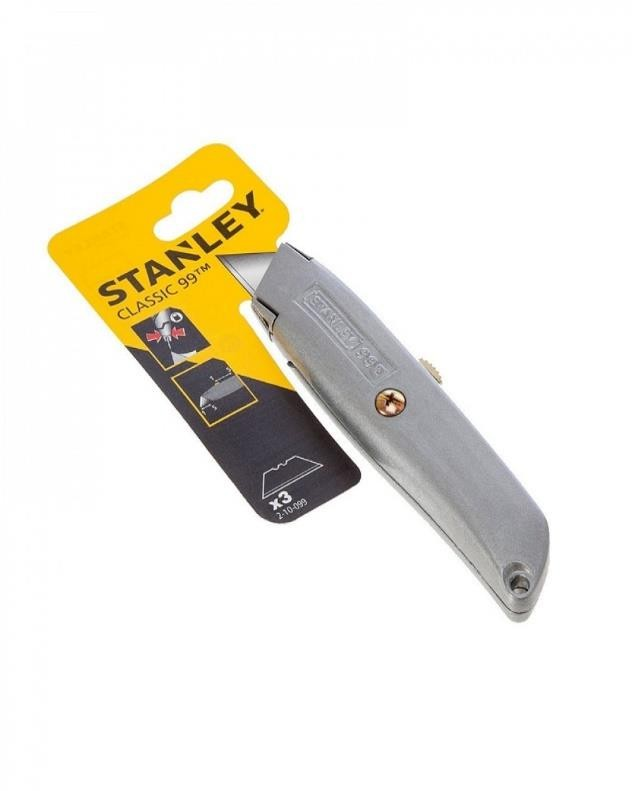 STANLEY.
CLASSIC 99™
x3
2-10-099
STANLEY 99E